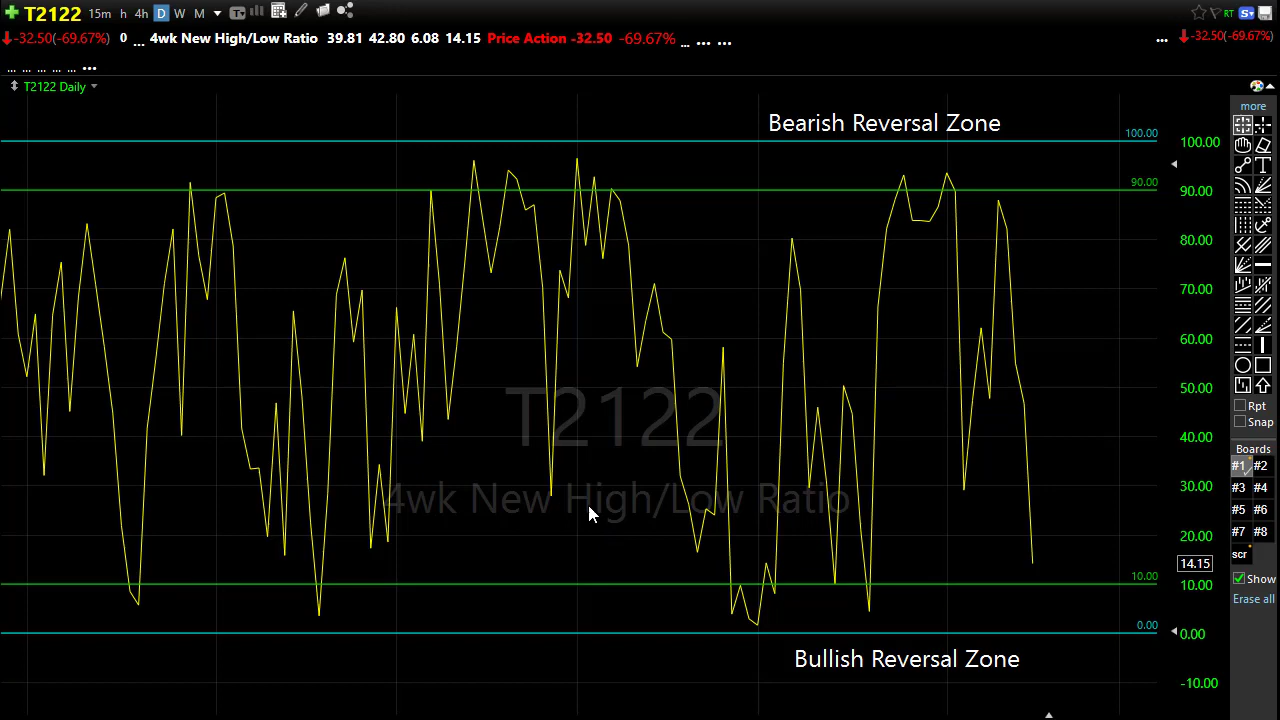 T2122 15m h 4h D W M T RT S
-32.50(-69.67%) 0 ... 4wk New High/Low Ratio 39.81 42.80 6.08 14.15 Price Action -32.50 -69.67% ... ... ... ... -32.50(-69.67%)
... ... ... ... ... ...
T2122 Daily
more
Bearish Reversal Zone
100.00 100.00
90.00 90.00
80.00
70.00
60.00
50.00
40.00
30.00
20.00
14.15
10.00 10.00
0.00 0.00
-10.00
T2122
4wk New High/Low Ratio
Bullish Reversal Zone
T
Rpt
Snap
Boards
#1 #2
#3 #4
#5 #6
#7 #8
scr
Show
Erase all